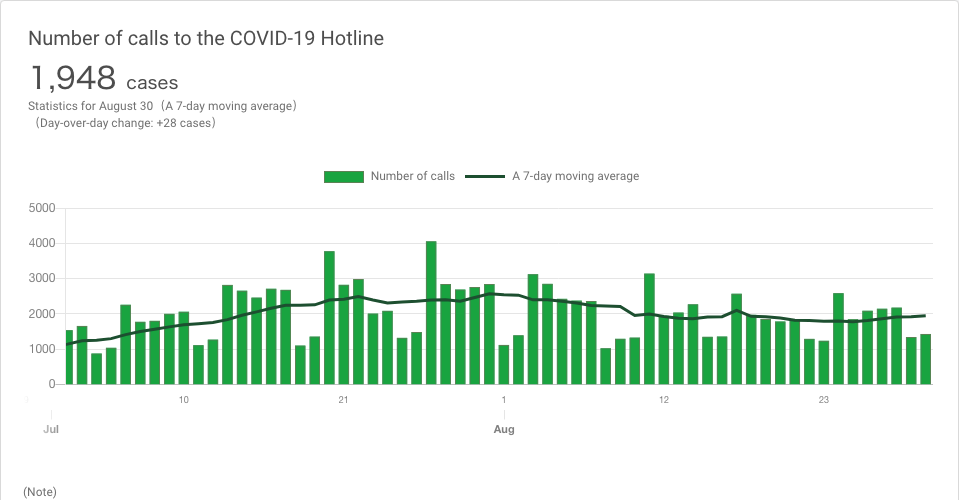 Number of calls to the COVID-19 Hotline
1,948 cases
Statistics for August 30（A 7-day moving average）
（Day-over-day change: +28 cases）
Number of calls
A 7-day moving average
5000
4000
3000
2000
1000
0
10
21
1
12
23
Jul
Aug
(Note)